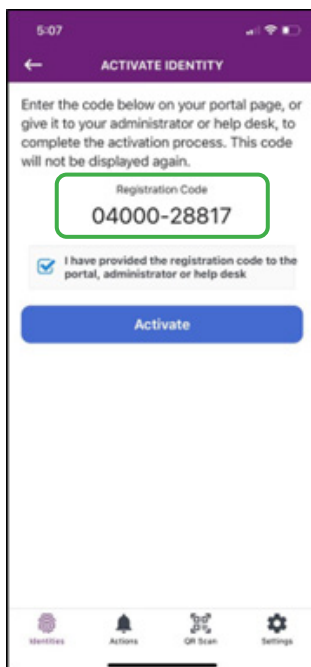 5:07
ACTIVATE IDENTITY
Enter the code below on your portal page, or
give it to your administrator or help desk, to
complete the activation process. This code
will not be displayed again.
Registration Code
04000-28817
I have provided the registration code to the
portal, administrator or help desk
Activate
Identities Actions QR Scan Settings